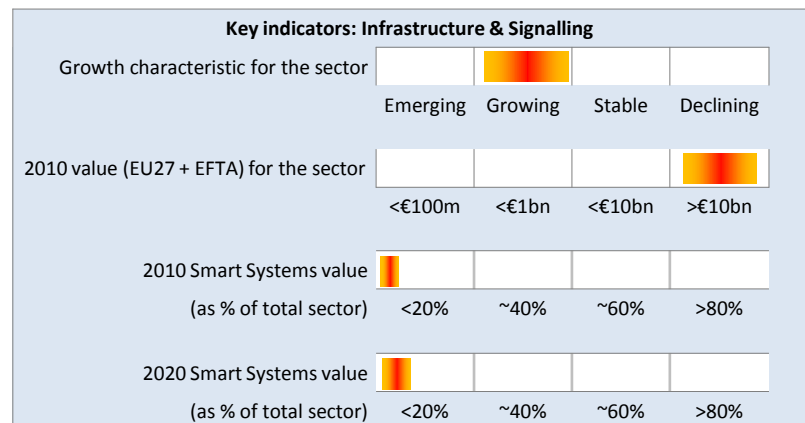 Key indicators: Infrastructure & Signalling
Growth characteristic for the sector
Emerging Growing Stable Declining
2010 value (EU27 + EFTA) for the sector
<€100m <€1bn <€10bn >€10bn
2010 Smart Systems value
(as % of total sector) <20% ~40% ~60% >80%
2020 Smart Systems value
(as % of total sector) <20% ~40% ~60% >80%